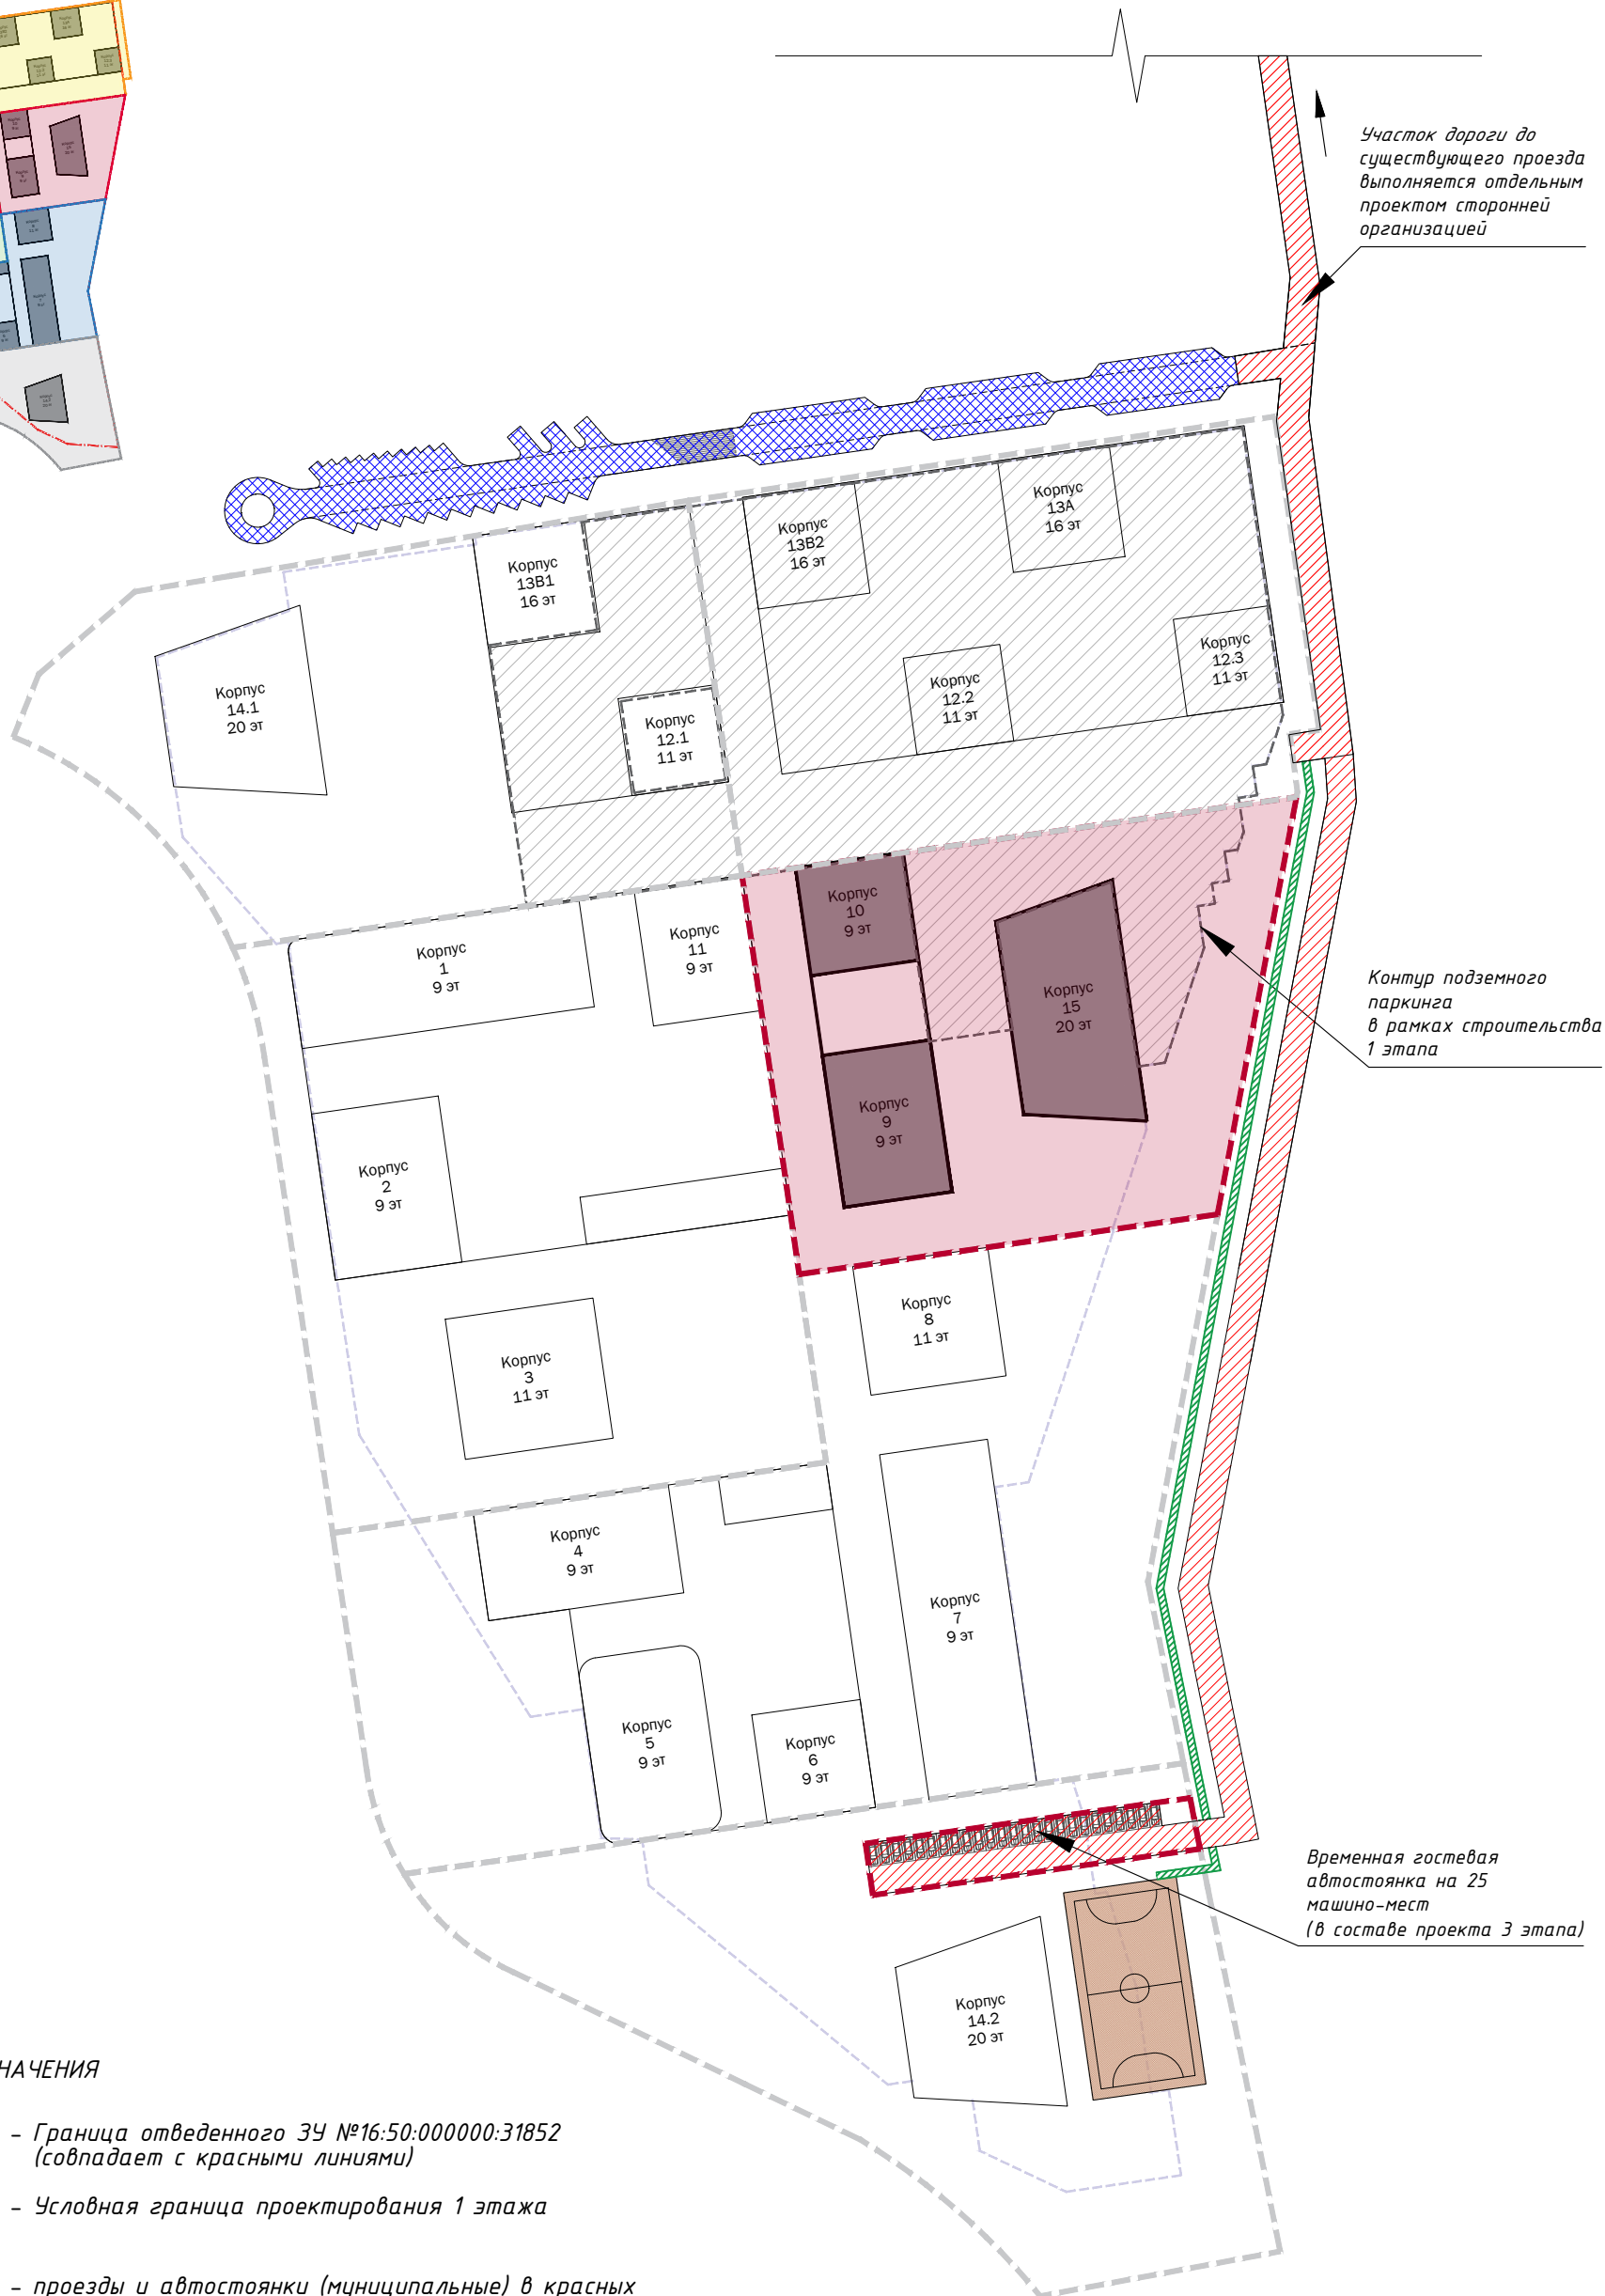 Участок дороги до
существующего проезда
выполняется отдельным
проектом сторонней
организацией
Корпус
13А
16 эт
Корпус
13В2
16 эт
Корпус
13В1
16 эт
Корпус
12.3
11 эт
Корпус
12.2
11 эт
Корпус
12.1
11 эт
Корпус
14.1
20 эт
Корпус
10
9 эт
Корпус
11
9 эт
Корпус
1
9 эт
Корпус
15
20 эт
Контур подземного
паркинга
в рамках строительства
1 этапа
Корпус
9
9 эт
Корпус
2
9 эт
Корпус
8
11 эт
Корпус
3
11 эт
Корпус
4
9 эт
Корпус
7
9 эт
Корпус
5
9 эт
Корпус
6
9 эт
Временная гостевая
автостоянка на 25
машино-мест
(в составе проекта 3 этапа)
Корпус
14.2
20 эт
НАЧЕНИЯ
- Граница отведенного ЗУ №16:50:000000:31852
(совпадает с красными линиями)
- Условная граница проектирования 1 этажа
- проезды и автостоянки (муниципальные) в красных